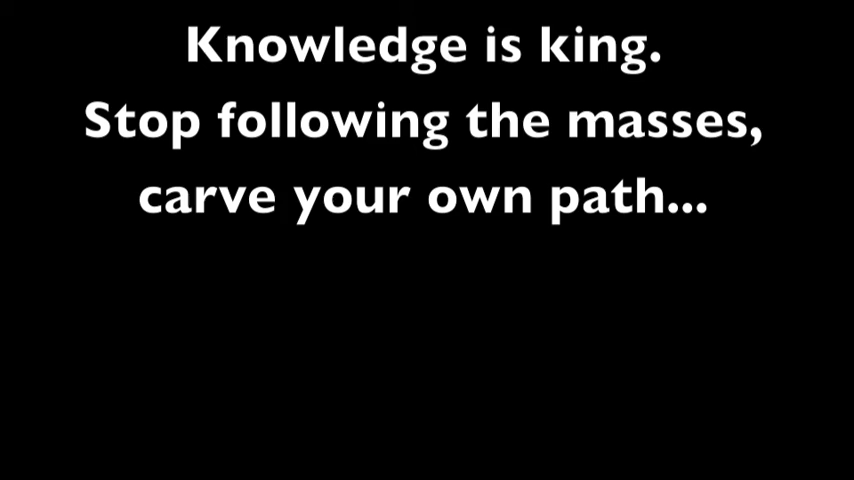 Knowledge is king.
Stop following the masses,
carve your own path...